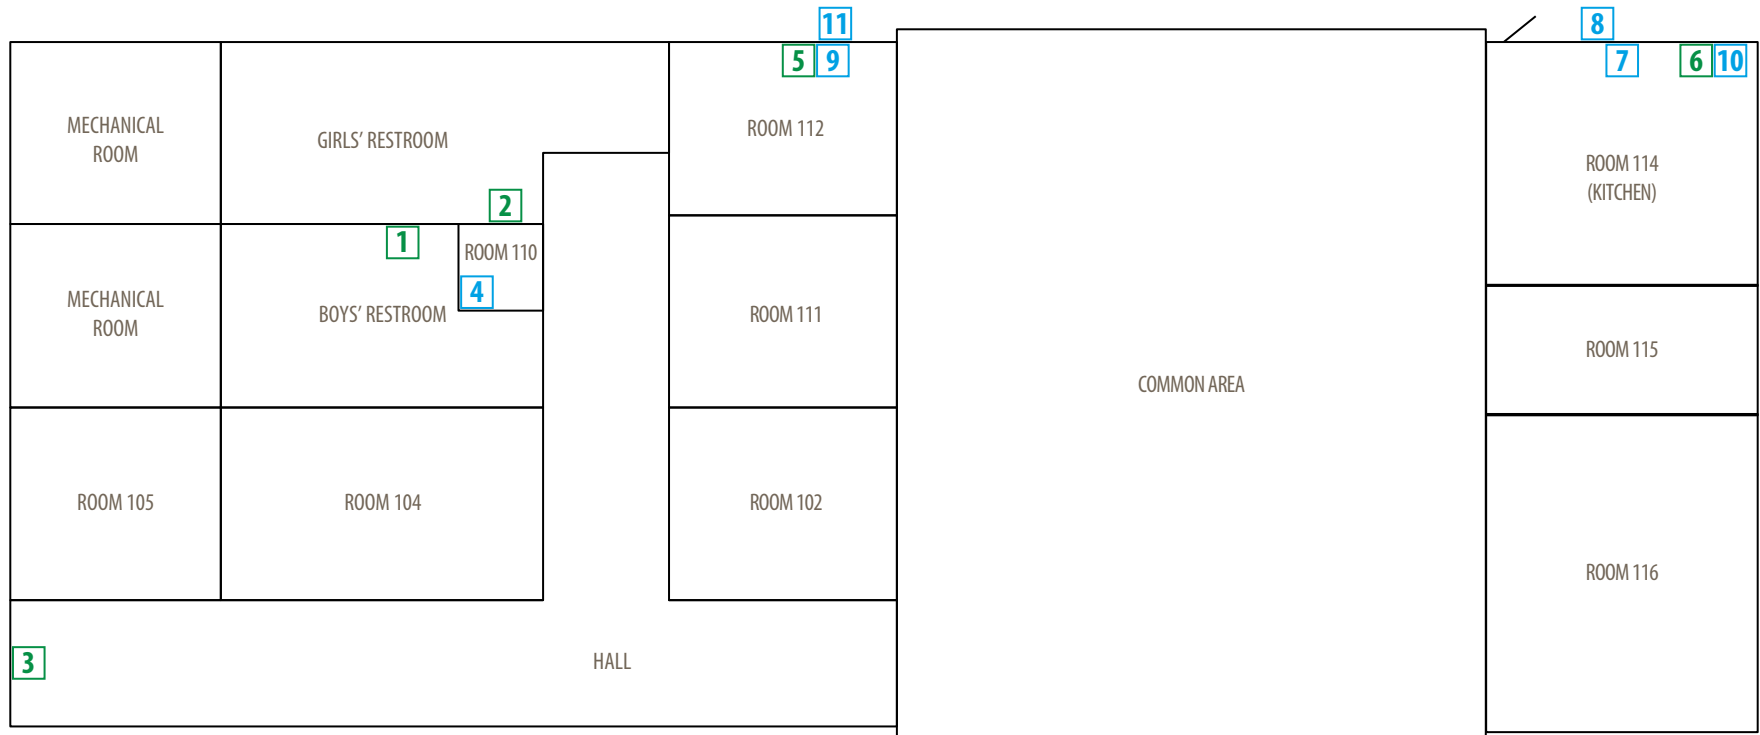 11
8
5
9
7
6
10
MECHANICAL
ROOM
GIRLS’ RESTROOM
ROOM 112
ROOM 114
(KITCHEN)
2
1
ROOM 110
4
MECHANICAL
ROOM
BOYS’ RESTROOM
ROOM 111
ROOM 115
COMMON AREA
ROOM 105
ROOM 104
ROOM 102
ROOM 116
3
HALL